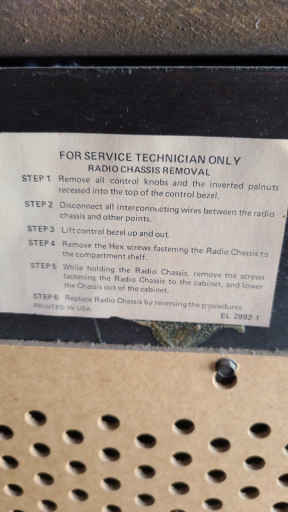 FOR SERVICE TECHNICIAN ONLY
RADIO CHASSIS REMOVAL
STEP 1 Remove all control knobs and the inverted palnuts
recessed into the top of the control bezel.
STEP 2 Disconnect all interconnecting wires between the radio
chassis and other points.
STEP 3 Lift control bezel up and out.
STEP 4 Remove the Hex screws fastening the Radio Chassis to
the compartment shelf.
STEP 5 While holding the Radio Chassis, remove the screws
fastening the Radio Chassis to the cabinet, and lower
the Chassis out of the cabinet.
STEP 6 Replace Radio Chassis by reversing the procedures.
PRINTED IN USA
EL 2992-1